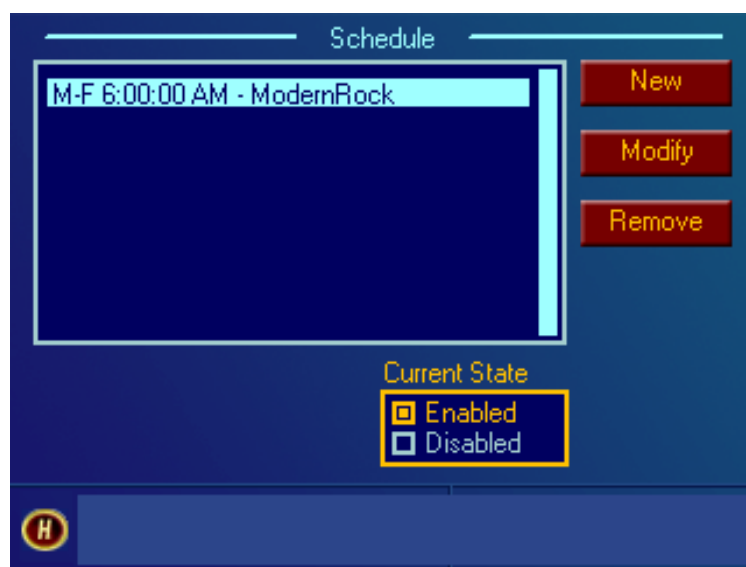 Schedule
M-F 6:00:00 AM - ModernRock
New
Modify
Remove
Current State
Enabled
Disabled
H